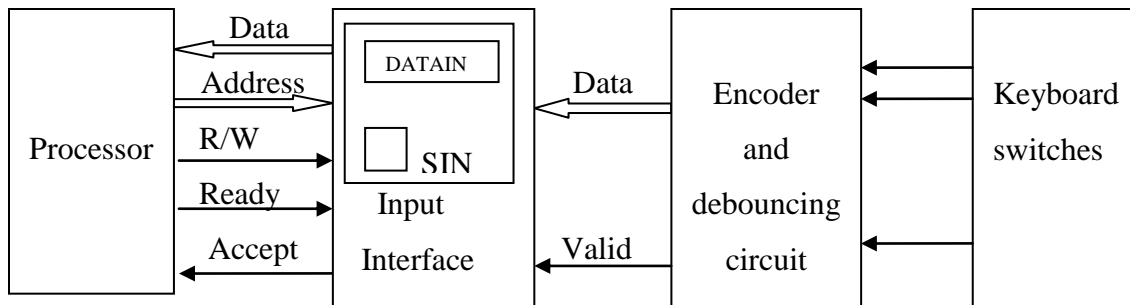 Processor
Data
Address
R/W
Ready
Accept
DATAIN
SIN
Input
Interface
Data
Valid
Encoder
and
debouncing
circuit
Keyboard
switches